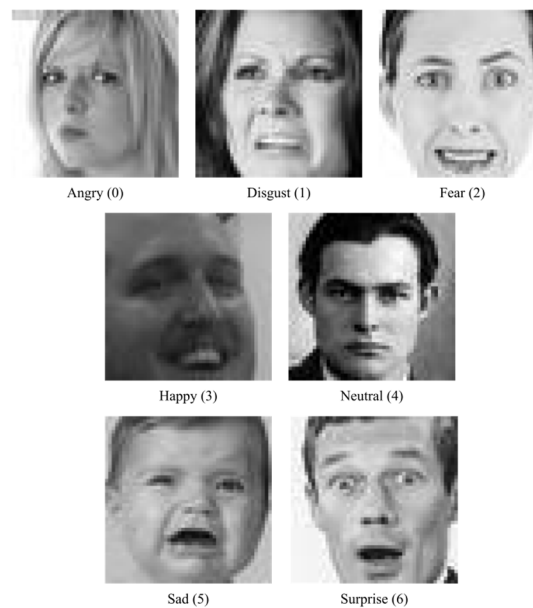 Angry (0) Disgust (1) Fear (2)
Happy (3) Neutral (4)
Sad (5) Surprise (6)